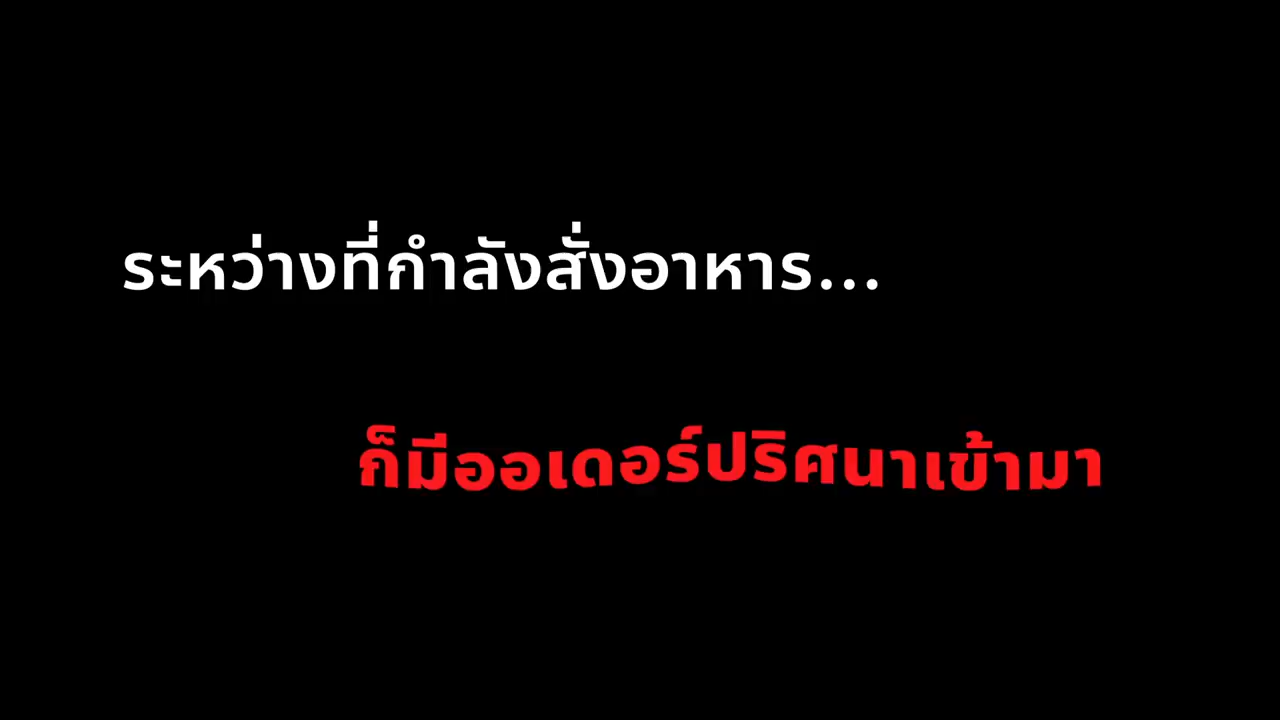 ระหว่างที่กำลังสั่งอาหาร...
ก็มีออเดอร์ปริศนาเข้ามา